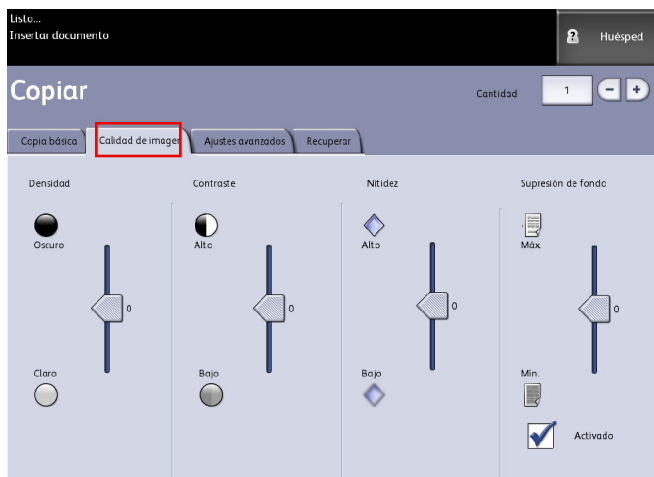 Listo...
Insertar documento
Huésped
Copiar
Cantidad
1
- +
Copia básica Calidad de imagen Ajustes avanzados Recuperar
Densidad Contraste Nitidez Supresión de fondo
Oscuro Alto Alto Máx.
0 0 0 0
Claro Bajo Bajo Mín.
Activado